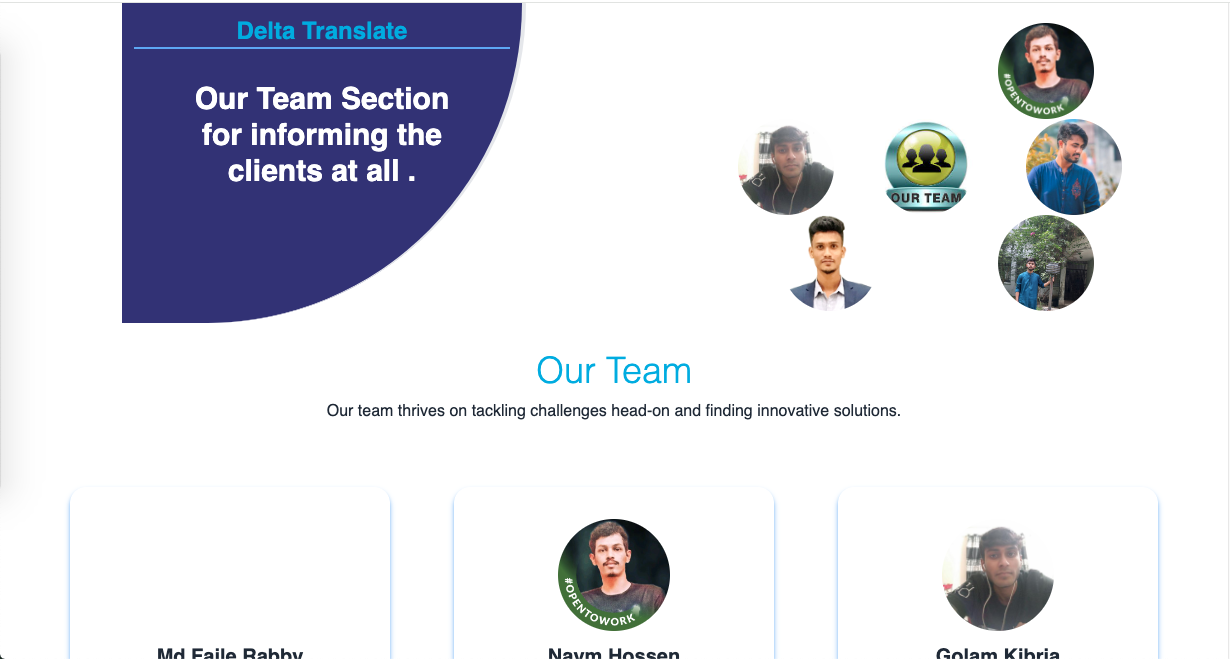 Delta Translate
Our Team Section
for informing the
clients at all .
#OPENTOWORK
OUR TEAM
Our Team
Our team thrives on tackling challenges head-on and finding innovative solutions.
#OPENTOWORK
Md Faile Rabby
Naym Hossen
Golam Kibria